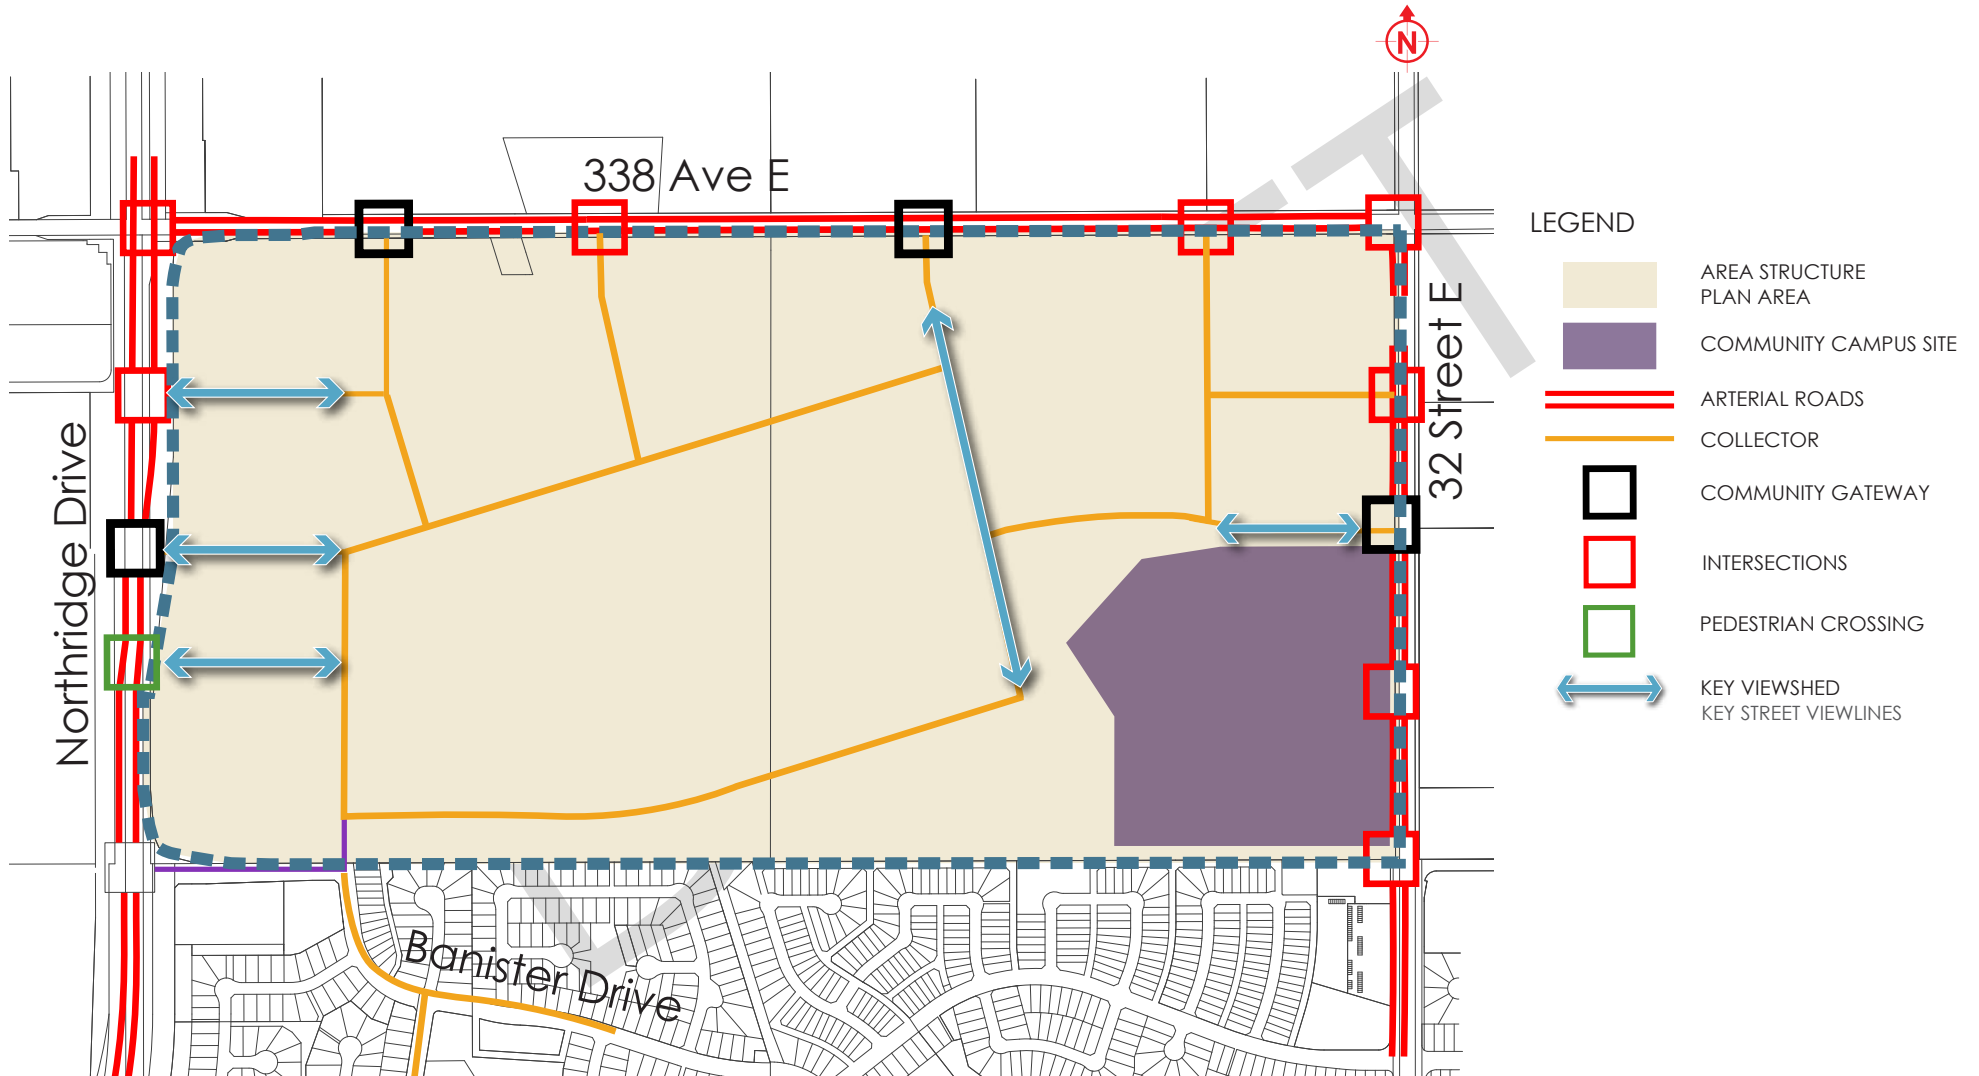 N
338 Ave E
32 Street E
Northridge Drive
Banister Drive
LEGEND
AREA STRUCTURE
PLAN AREA
COMMUNITY CAMPUS SITE
ARTERIAL ROADS
COLLECTOR
COMMUNITY GATEWAY
INTERSECTIONS
PEDESTRIAN CROSSING
KEY VIEWSHED
KEY STREET VIEWLINES